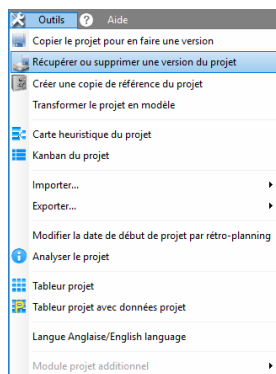 Outils ? Aide
Copier le projet pour en faire une version
Récupérer ou supprimer une version du projet
Créer une copie de référence du projet
Transformer le projet en modèle
Carte heuristique du projet
Kanban du projet
Importer...
Exporter...
Modifier la date de début de projet par rétro-planning
Analyser le projet
Tableur projet
Tableur projet avec données projet
Langue Anglaise/English language
Module projet additionnel